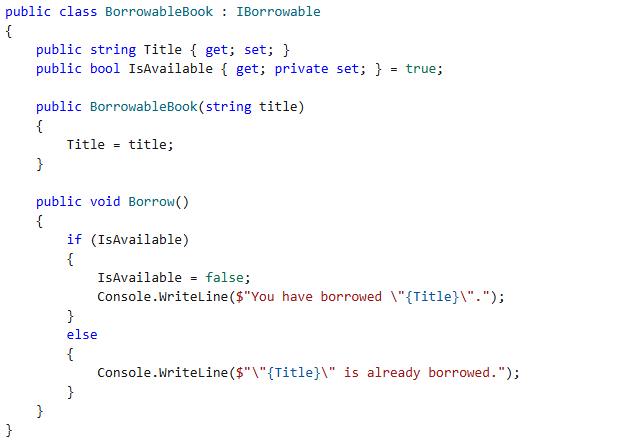 public class BorrowableBook : IBorrowable
{
    public string Title { get; set; }
    public bool IsAvailable { get; private set; } = true;

    public BorrowableBook(string title)
    {
        Title = title;
    }

    public void Borrow()
    {
        if (IsAvailable)
        {
            IsAvailable = false;
            Console.WriteLine($"You have borrowed \"{Title}\".");
        }
        else
        {
            Console.WriteLine($"\"{Title}\" is already borrowed.");
        }
    }
}